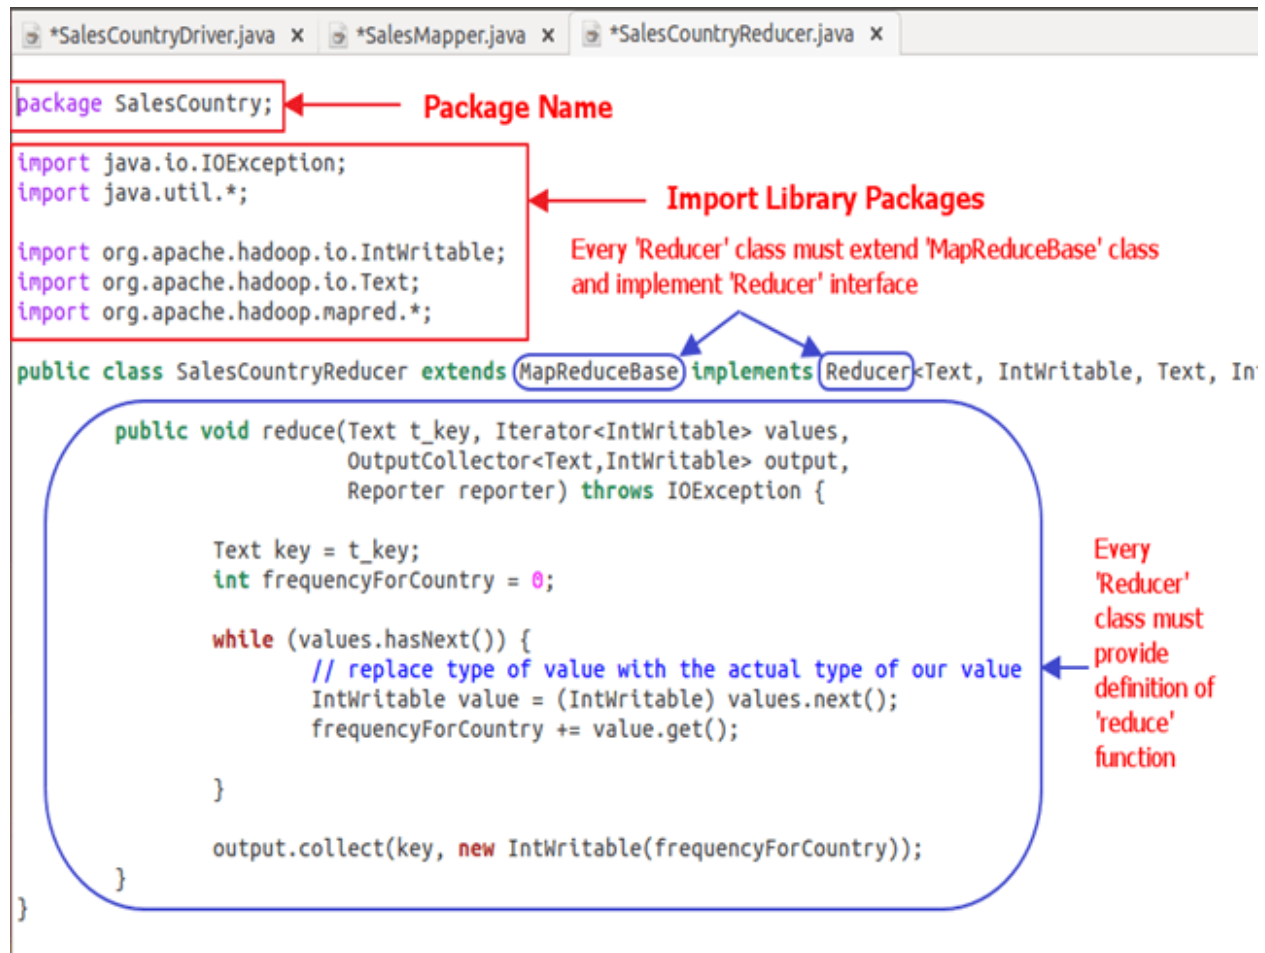 *SalesCountryDriver.java x *SalesMapper.java x *SalesCountryReducer.java x
package SalesCountry;
Package Name
import java.io.IOException;
import java.util.*;
Import Library Packages
import org.apache.hadoop.io.IntWritable;
import org.apache.hadoop.io.Text;
import org.apache.hadoop.mapred.*;
Every 'Reducer' class must extend 'MapReduceBase' class
and implement 'Reducer' interface
public class SalesCountryReducer extends MapReduceBase implements Reducer<Text, IntWritable, Text, In
public void reduce(Text t_key, Iterator<IntWritable> values,
OutputCollector<Text,IntWritable> output,
Reporter reporter) throws IOException {
Text key = t_key;
int frequencyForCountry = 0;
while (values.hasNext()) {
// replace type of value with the actual type of our value
IntWritable value = (IntWritable) values.next();
frequencyForCountry += value.get();
}
output.collect(key, new IntWritable(frequencyForCountry));
}
}
Every
'Reducer'
class must
provide
definition of
'reduce'
function